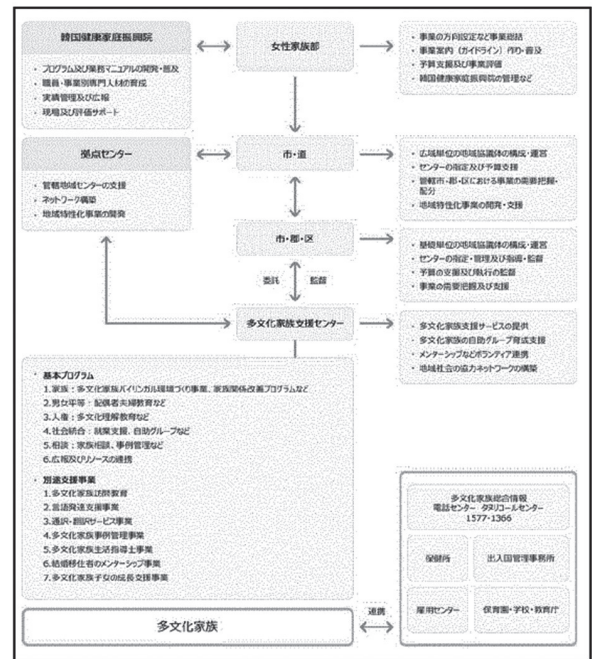 韓国健康家庭振興院
・ プログラム及び業務マニュアルの開発・普及
・ 職員・事業別専門人材の育成
・ 実績管理及び広報
・ 現場及び評価サポート
女性家族部
・ 事業の方向設定など事業総括
・ 事業案内（ガイドライン）作り・普及
・ 予算支援及び事業評価
・ 韓国健康家庭振興院の管理など
拠点センター
・ 管轄地域センターの支援
・ ネットワーク構築
・ 地域特性化事業の開発
市・道
・ 広域単位の地域協議体の構成・運営
・ センターの指定及び予算支援
・ 管轄市・郡・区における事業の需要把握・
配分
・ 地域特性化事業の開発・支援
市・郡・区
・ 基礎単位の地域協議体の構成・運営
・ センターの指定・管理及び指導・監督
・ 予算の支援及び執行の監督
・ 事業の需要把握及び支援
委託 監督
多文化家族支援センター
・ 多文化家族支援サービスの提供
・ 多文化家族の自助グループ育成支援
・ メンターシップなどボランティア連携
・ 地域社会の協力ネットワークの構築
・ 基本プログラム
1.家族：多文化家族バイリンガル環境づくり事業、家族関係改善プログラムなど
2.男女平等：配偶者夫婦教育など
3.人権：多文化理解教育など
4.社会統合：就業支援、自助グループなど
5.相談：家族相談、事例管理など
6.広報及びリソースの連携
・ 別途支援事業
1.多文化家族訪問教育
2.言語発達支援事業
3.通訳・翻訳サービス事業
4.多文化家族事例管理事業
5.多文化家族生活指導士事業
6.結婚移住者のメンターシップ事業
7.多文化家族子女の成長支援事業
多文化家族
連携
多文化家族総合情報
電話センター タヌリコールセンター
1577-1366
保健所
出入国管理事務所
雇用センター
保育園・学校・教育庁